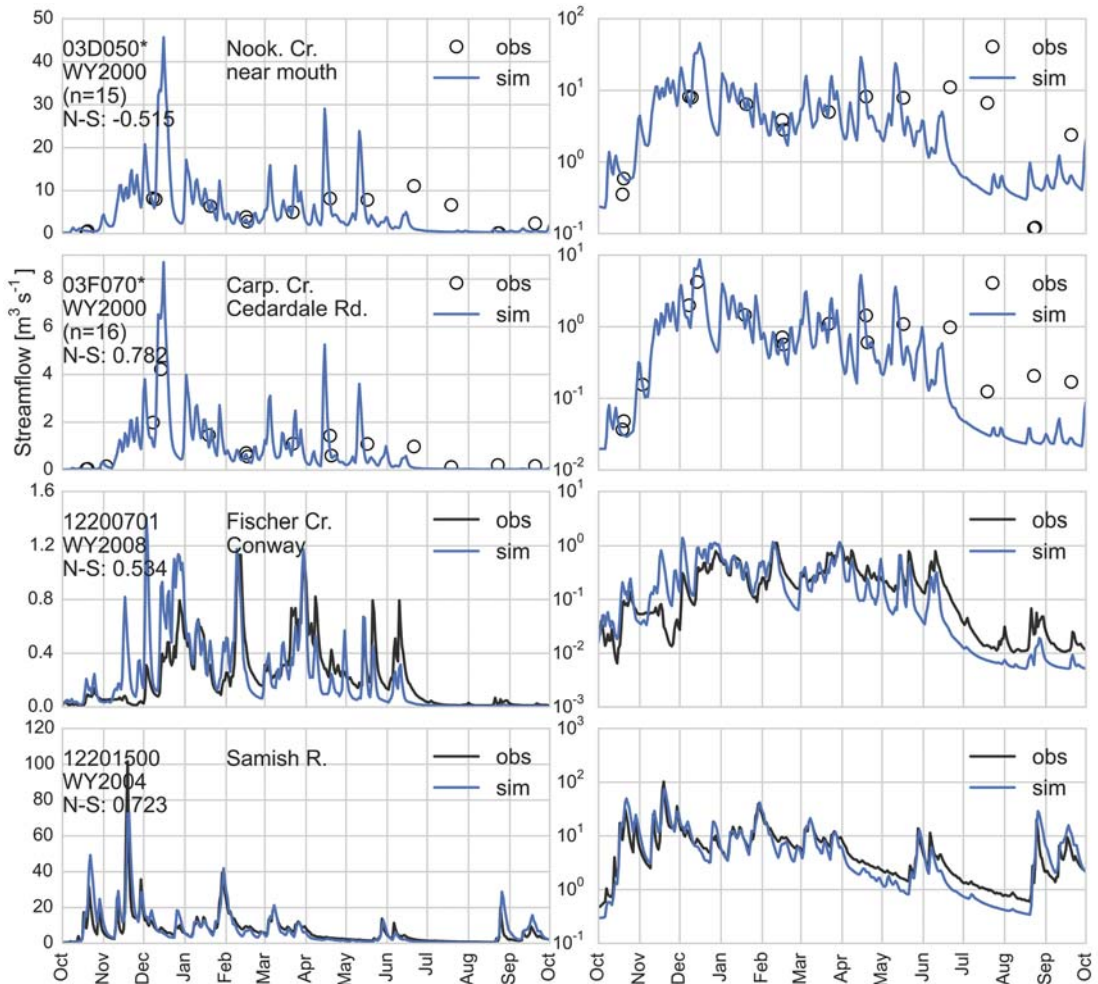 Streamflow [m³ s⁻¹]
50
40
30
20
10
0
03D050*
WY2000
(n=15)
N-S: -0.515
Nook. Cr.
near mouth
obs
sim
10²
10¹
10⁰
10⁻¹
obs
sim
8
6
4
2
0
03F070*
WY2000
(n=16)
N-S: 0.782
Carp. Cr.
Cedardale Rd.
obs
sim
10¹
10⁰
10⁻¹
10⁻²
obs
sim
1.6
1.2
0.8
0.4
0.0
12200701
WY2008
N-S: 0.534
Fischer Cr.
Conway
obs
sim
10¹
10⁰
10⁻¹
10⁻²
10⁻³
obs
sim
120
100
80
60
40
20
0
12201500
WY2004
N-S: 0.723
Samish R.
obs
sim
10³
10²
10¹
10⁰
10⁻¹
obs
sim
Oct Nov Dec Jan Feb Mar Apr May Jun Jul Aug Sep Oct
Oct Nov Dec Jan Feb Mar Apr May Jun Jul Aug Sep Oct